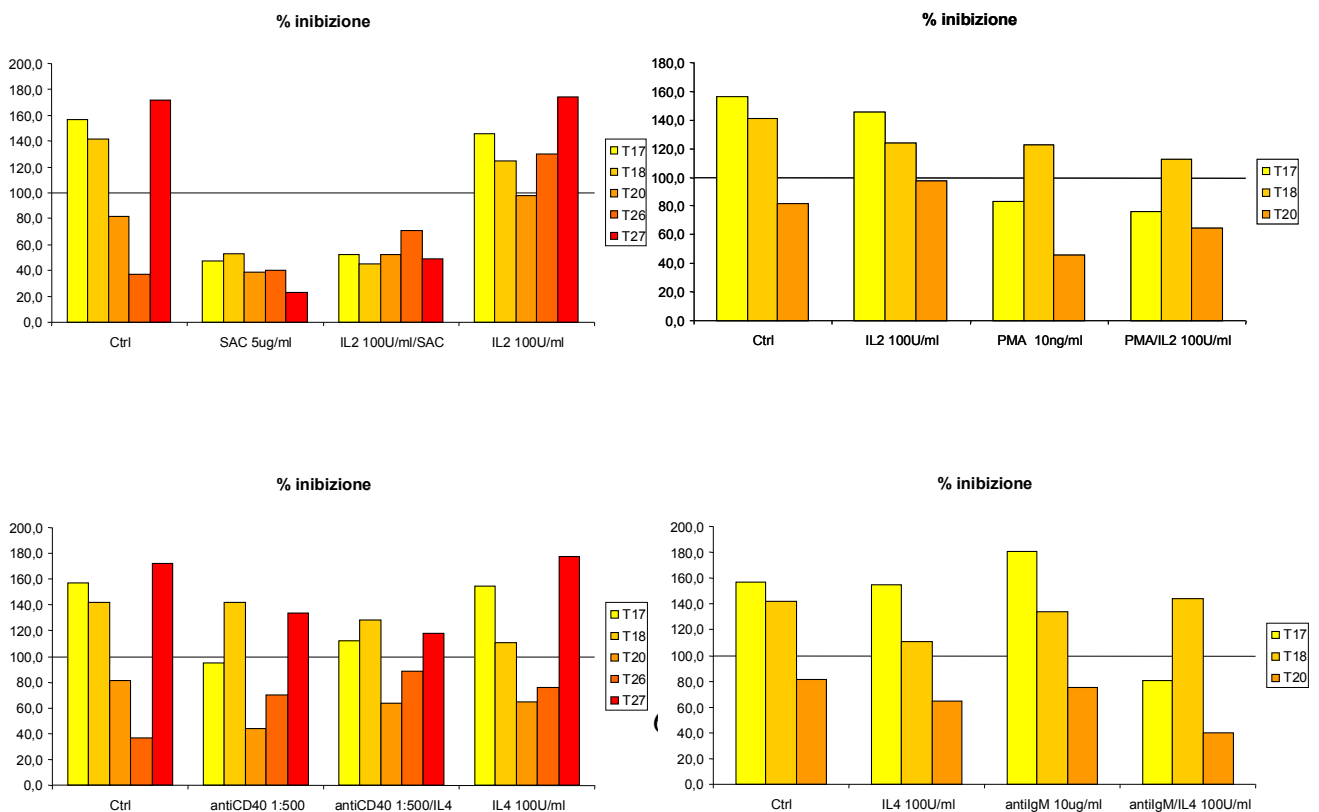 % inibizione
200,0
180,0
160,0
140,0
120,0
100,0
80,0
60,0
40,0
20,0
0,0
Ctrl SAC 5ug/ml IL2 100U/ml/SAC IL2 100U/ml
T17
T18
T20
T26
T27
% inibizione
180,0
160,0
140,0
120,0
100,0
80,0
60,0
40,0
20,0
0,0
Ctrl IL2 100U/ml PMA 10ng/ml PMA/IL2 100U/ml
T17
T18
T20
% inibizione
200,0
180,0
160,0
140,0
120,0
100,0
80,0
60,0
40,0
20,0
0,0
Ctrl antiCD40 1:500 antiCD40 1:500/IL4 IL4 100U/ml
T17
T18
T20
T26
T27
% inibizione
200,0
180,0
160,0
140,0
120,0
100,0
80,0
60,0
40,0
20,0
0,0
Ctrl IL4 100U/ml antiIgM 10ug/ml antiIgM/IL4 100U/ml
T17
T18
T20